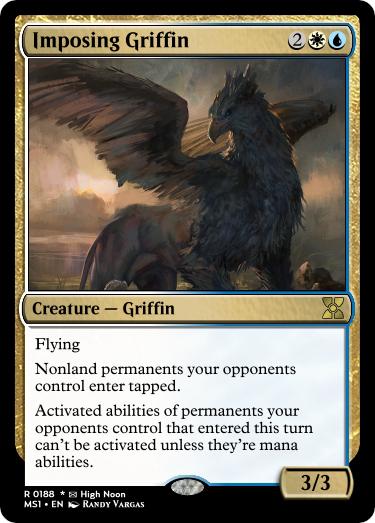 Imposing Griffin 2
Creature — Griffin
Flying
Nonland permanents your opponents
control enter tapped.
Activated abilities of permanents your
opponents control that entered this turn
can't be activated unless they're mana
abilities.
3/3
R 0188 * High Noon
MS1 • EN Randy Vargas